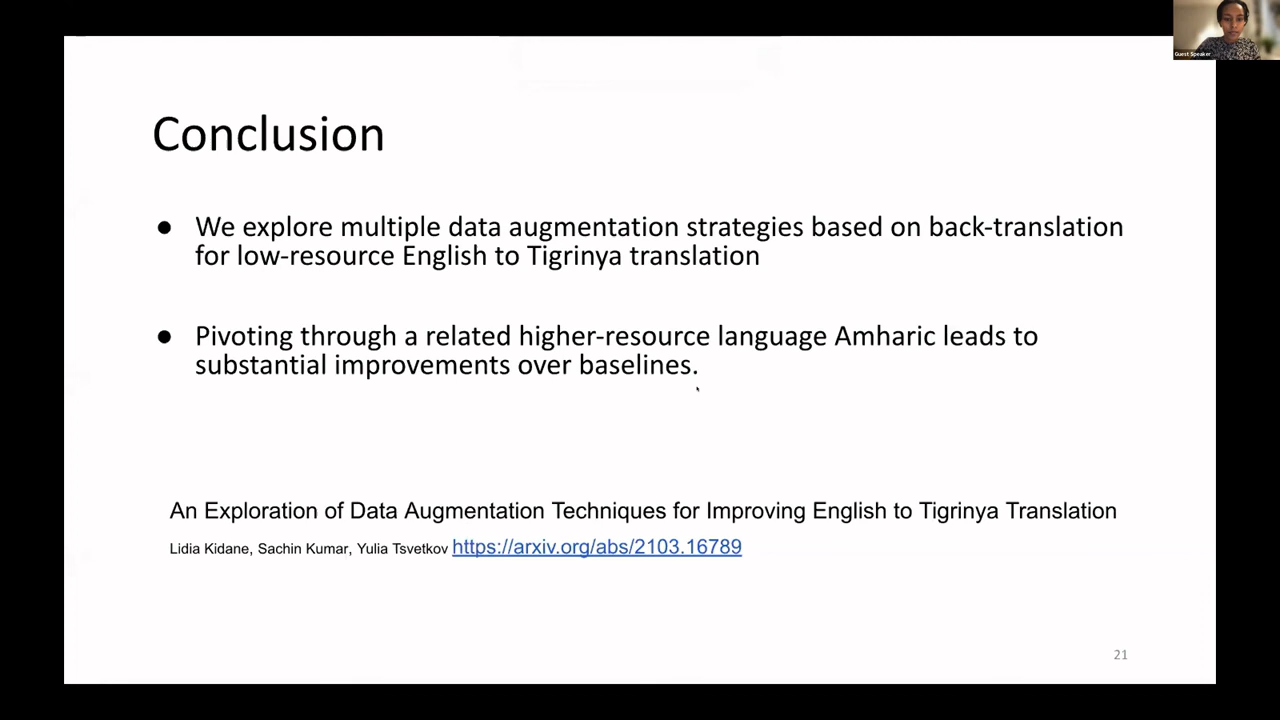 Guest Speaker
Conclusion
● We explore multiple data augmentation strategies based on back-translation
for low-resource English to Tigrinya translation
● Pivoting through a related higher-resource language Amharic leads to
substantial improvements over baselines.
An Exploration of Data Augmentation Techniques for Improving English to Tigrinya Translation
Lidia Kidane, Sachin Kumar, Yulia Tsvetkov https://arxiv.org/abs/2103.16789
21